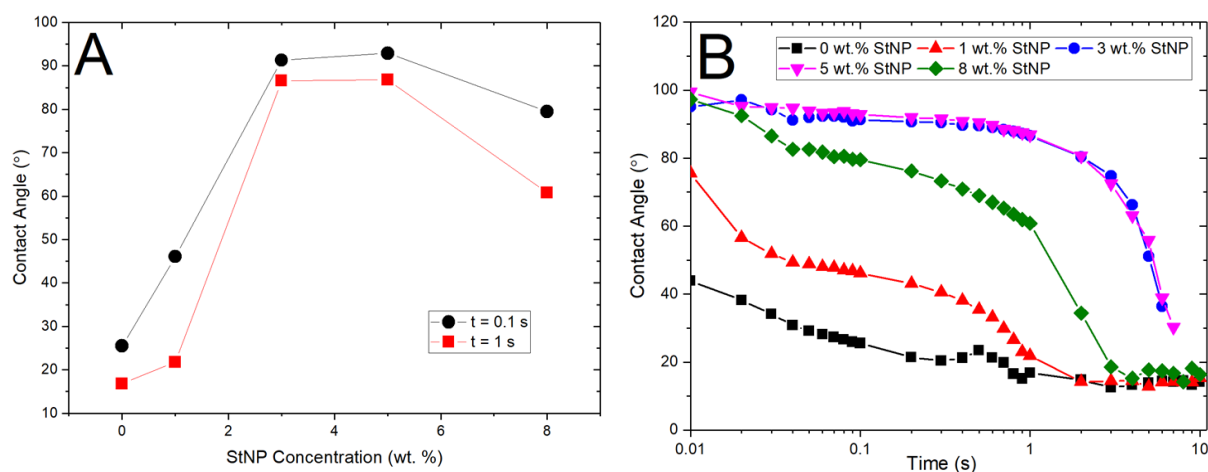 A
100
90
80
70
60
50
40
30
20
10
Contact Angle (°)
t = 0.1 s
t = 1 s
0 2 4 6 8
StNP Concentration (wt. %)
B
120
100
80
60
40
20
0
Contact Angle (°)
0 wt.% StNP 1 wt.% StNP 3 wt.% StNP
5 wt.% StNP 8 wt.% StNP
0.01 0.1 1 10
Time (s)